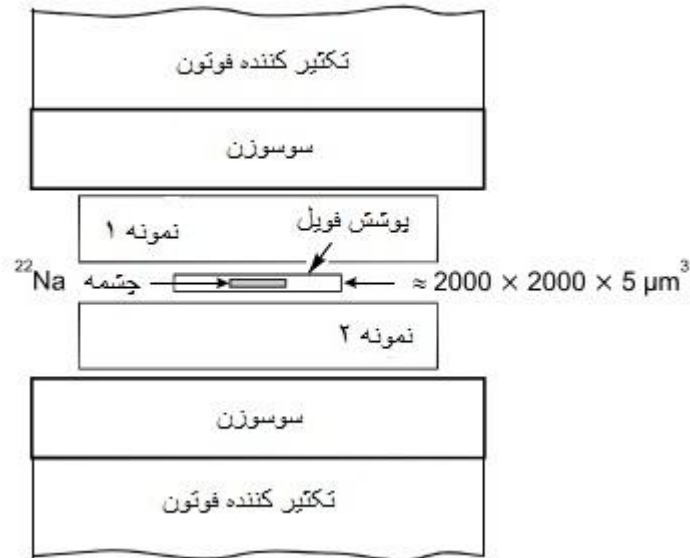 تکثیر کننده فوتون
سوسوزن
نمونه ۱
پوشش فویل
²²Na چشمه
≈ 2000 × 2000 × 5 µm³
نمونه ۲
سوسوزن
تکثیر کننده فوتون